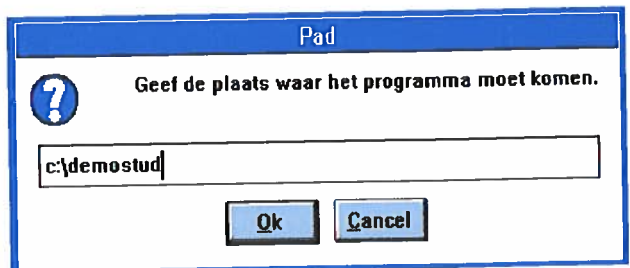 Pad
Geef de plaats waar het programma moet komen.
c:\demostud
Ok
Cancel